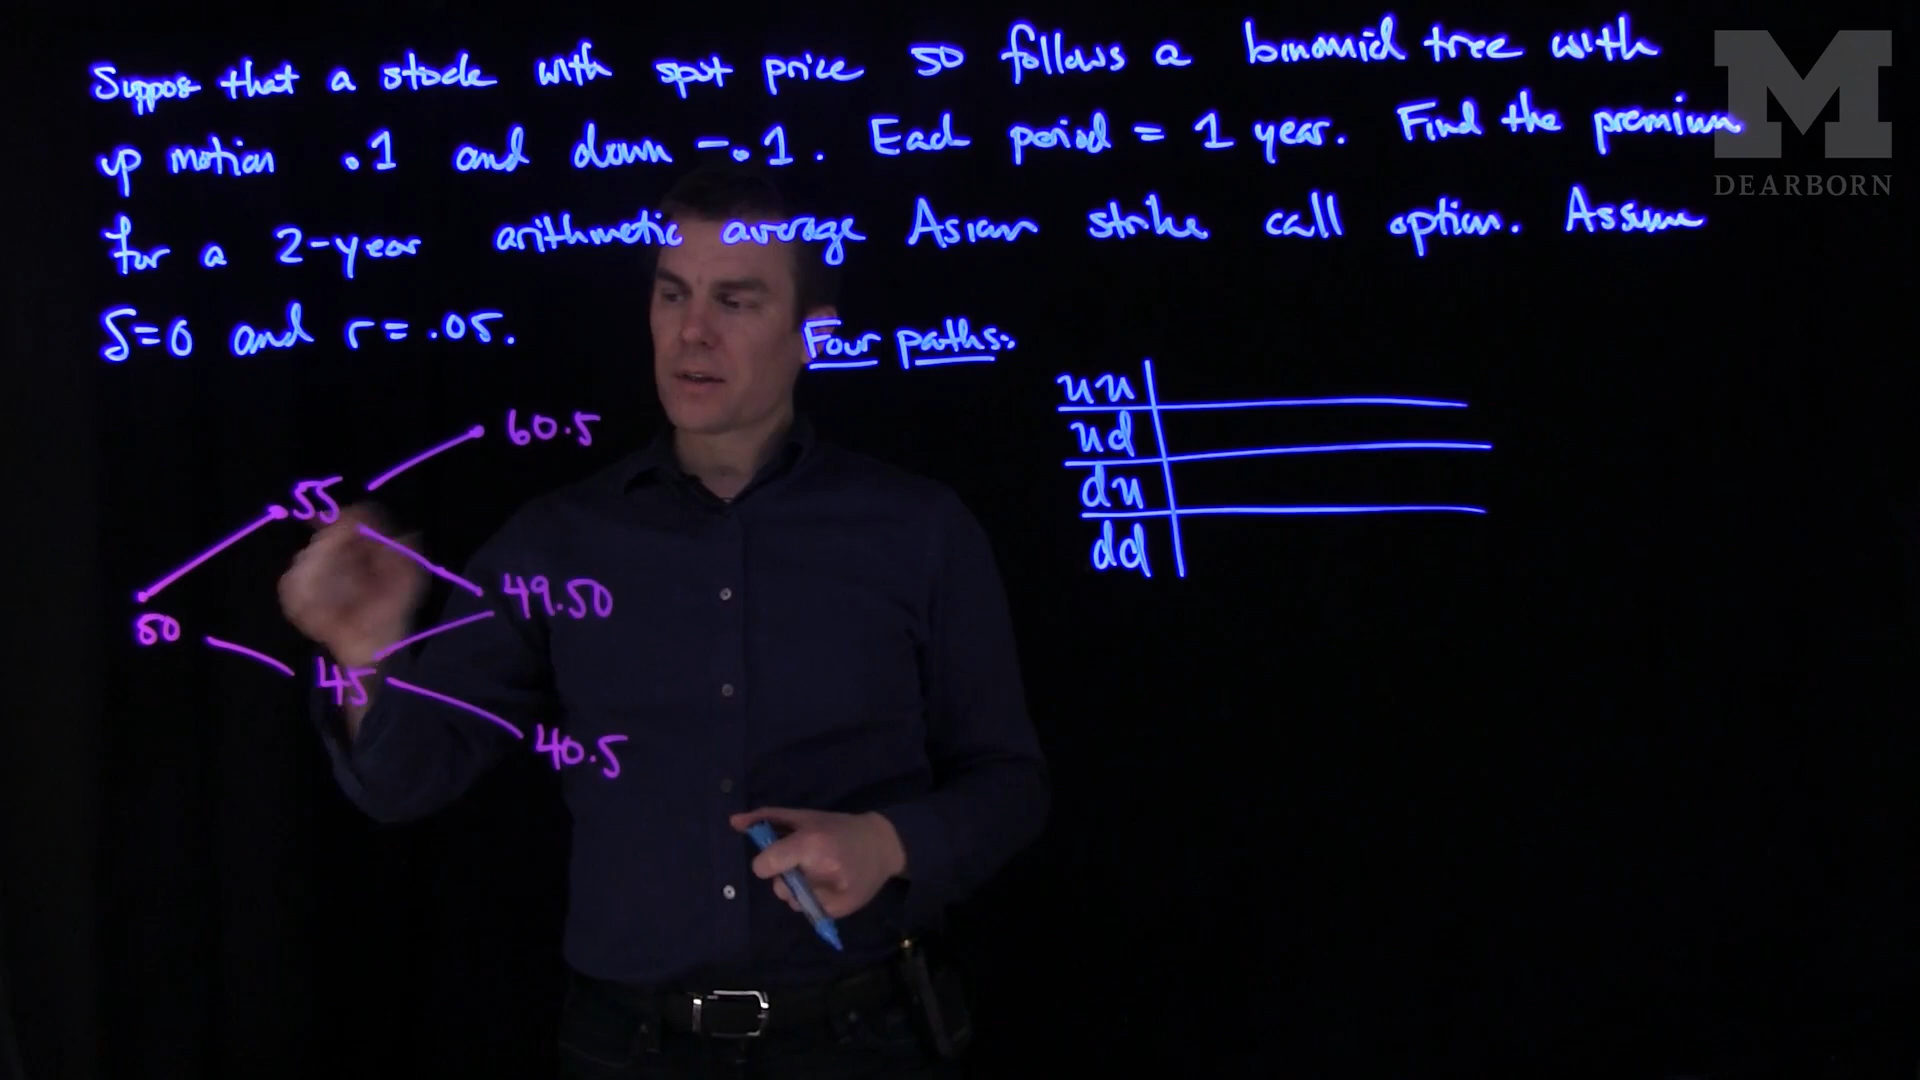 Suppose that a stock with spot price 50 follows a binomial tree with
up motion .1 and down -.1. Each period = 1 year. Find the premium
for a 2-year arithmetic average Asian strike call option. Assume
δ=0 and r=.05.
Four paths:
uu
ud
du
dd
60.5
55
49.50
50
45
40.5
M
DEARBORN